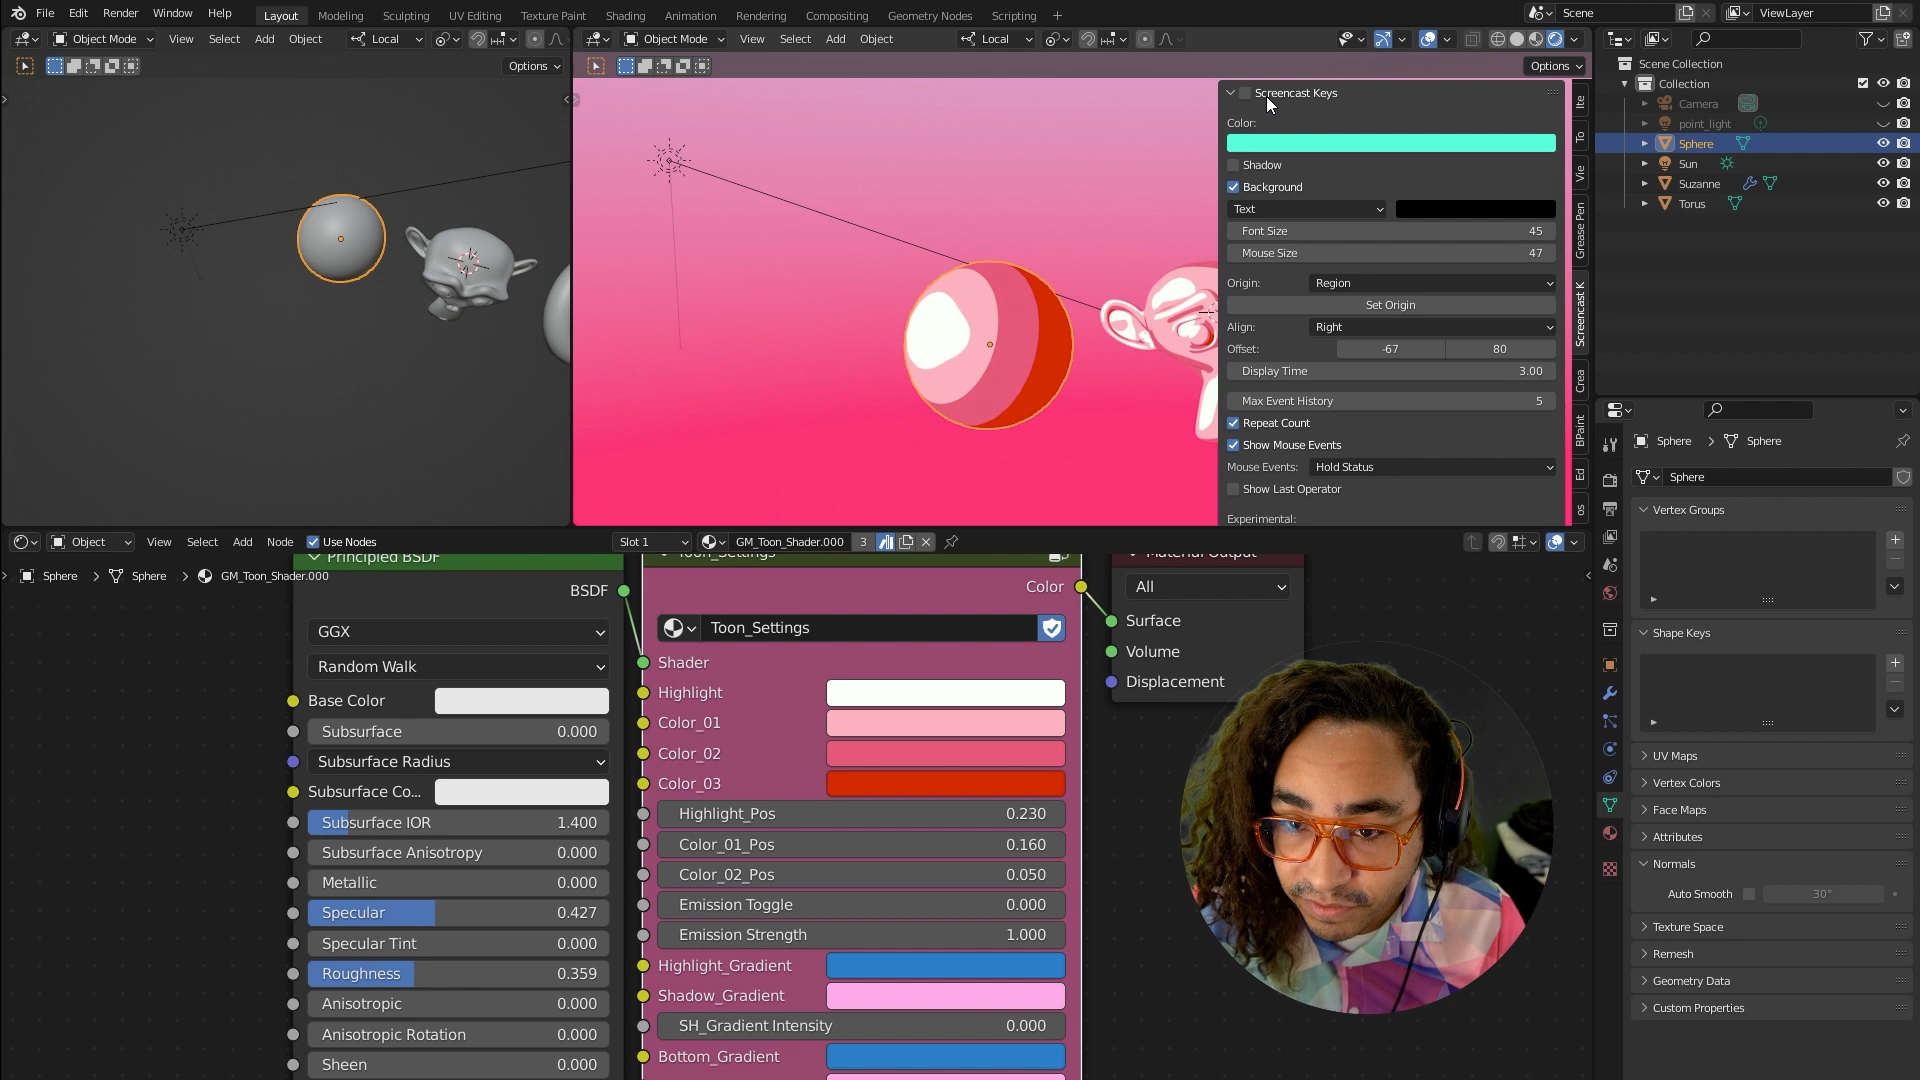 File Edit Render Window Help Layout Modeling Sculpting UV Editing Texture Paint Shading Animation Rendering Compositing Geometry Nodes Scripting + Scene ViewLayer
Object Mode View Select Add Object Local
Options
Object Mode View Select Add Object Local
Options
Screencast Keys
Color:
Shadow
Background
Text
Font Size 45
Mouse Size 47
Origin: Region
Set Origin
Align: Right
Offset: -67 80
Display Time 3.00
Max Event History 5
Repeat Count
Show Mouse Events
Mouse Events: Hold Status
Show Last Operator
Experimental:
Ite
To
Vie
Grease Pen
Screencast K
Crea
BPaint
Ed
os
Scene Collection
Collection
Camera
point_light
Sphere
Sun
Suzanne
Torus
Sphere > Sphere
Sphere
Vertex Groups
Shape Keys
UV Maps
Vertex Colors
Face Maps
Attributes
Normals
Auto Smooth 30°
Texture Space
Remesh
Geometry Data
Custom Properties
Object View Select Add Node Use Nodes Slot 1 GM_Toon_Shader.000 3
Sphere > Sphere > GM_Toon_Shader.000
Principled BSDF
BSDF
GGX
Random Walk
Base Color
Subsurface 0.000
Subsurface Radius
Subsurface Co...
Subsurface IOR 1.400
Subsurface Anisotropy 0.000
Metallic 0.000
Specular 0.427
Specular Tint 0.000
Roughness 0.359
Anisotropic 0.000
Anisotropic Rotation 0.000
Sheen 0.000
Toon_Settings
Color
Toon_Settings
Shader
Highlight
Color_01
Color_02
Color_03
Highlight_Pos 0.230
Color_01_Pos 0.160
Color_02_Pos 0.050
Emission Toggle 0.000
Emission Strength 1.000
Highlight_Gradient
Shadow_Gradient
SH_Gradient Intensity 0.000
Bottom_Gradient
Material Output
All
Surface
Volume
Displacement